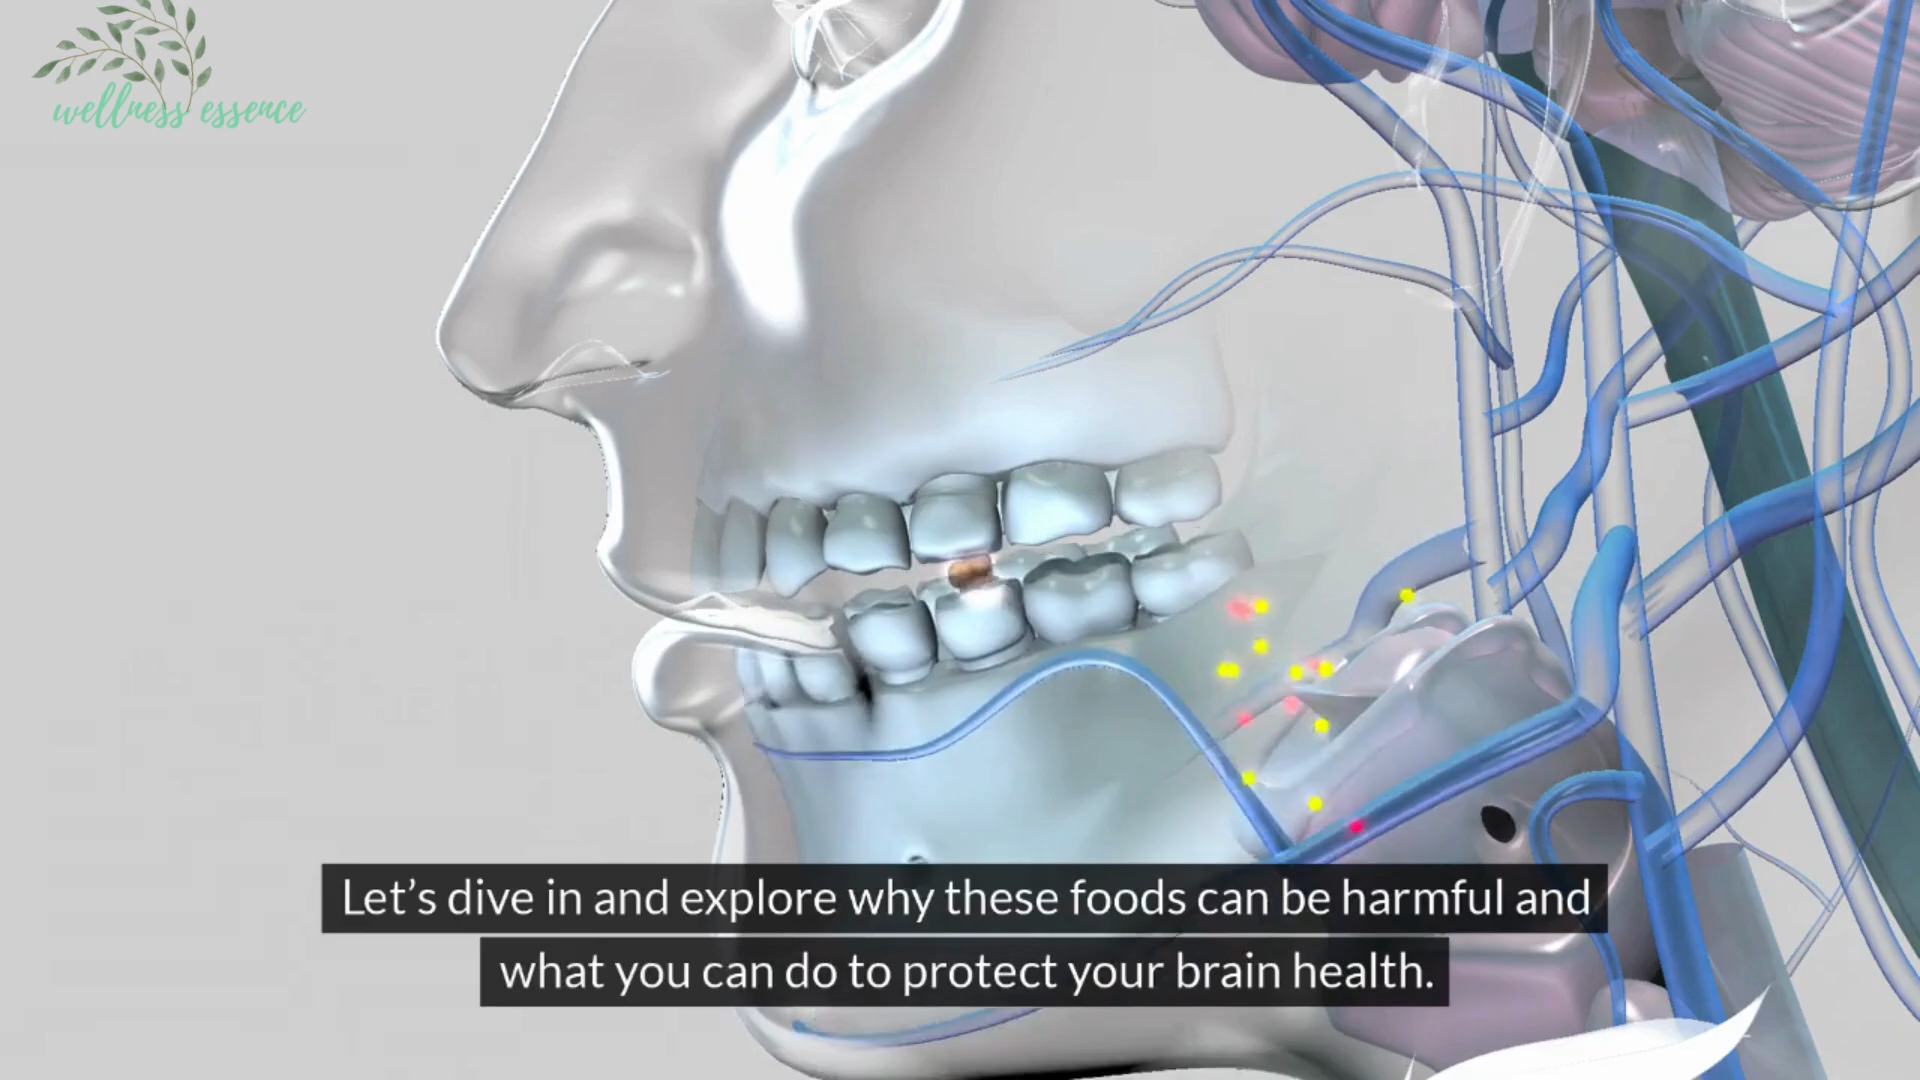 wellness essence
Let’s dive in and explore why these foods can be harmful and
what you can do to protect your brain health.